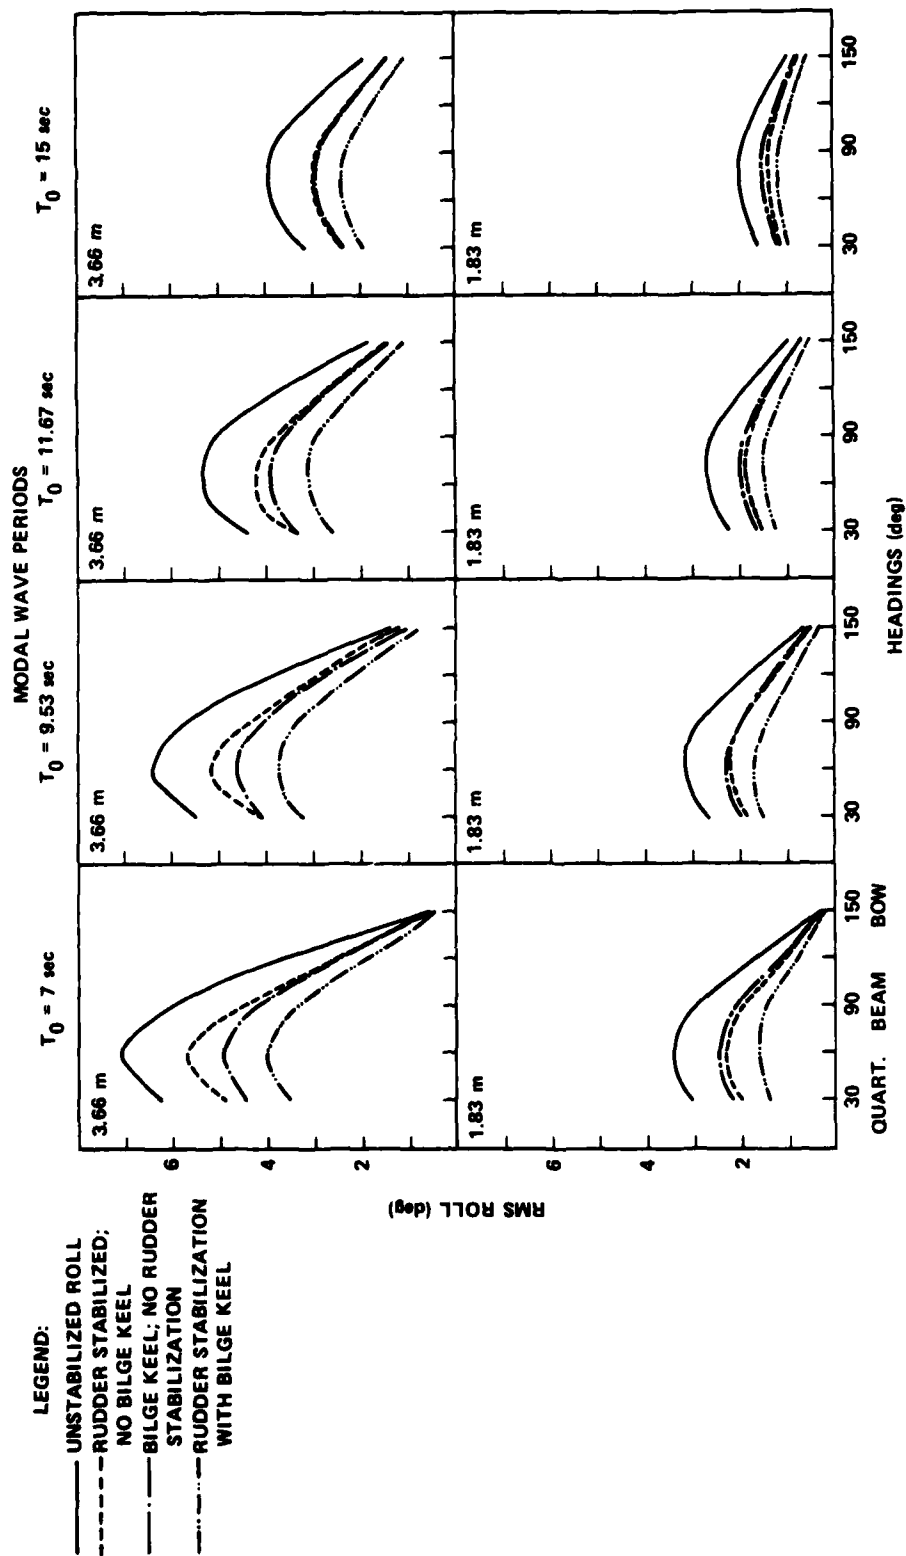 LEGEND:
UNSTABILIZED ROLL
RUDDER STABILIZED;
NO BILGE KEEL
BILGE KEEL; NO RUDDER
STABILIZATION
RUDDER STABILIZATION
WITH BILGE KEEL
MODAL WAVE PERIODS
T0 = 7 sec
T0 = 9.53 sec
T0 = 11.67 sec
T0 = 15 sec
3.66 m
3.66 m
3.66 m
3.66 m
6
4
2
RMS ROLL (deg)
1.83 m
1.83 m
1.83 m
1.83 m
6
4
2
30 90 150
30 90 150
30 90 150
30 90 150
QUART. BEAM BOW
HEADINGS (deg)